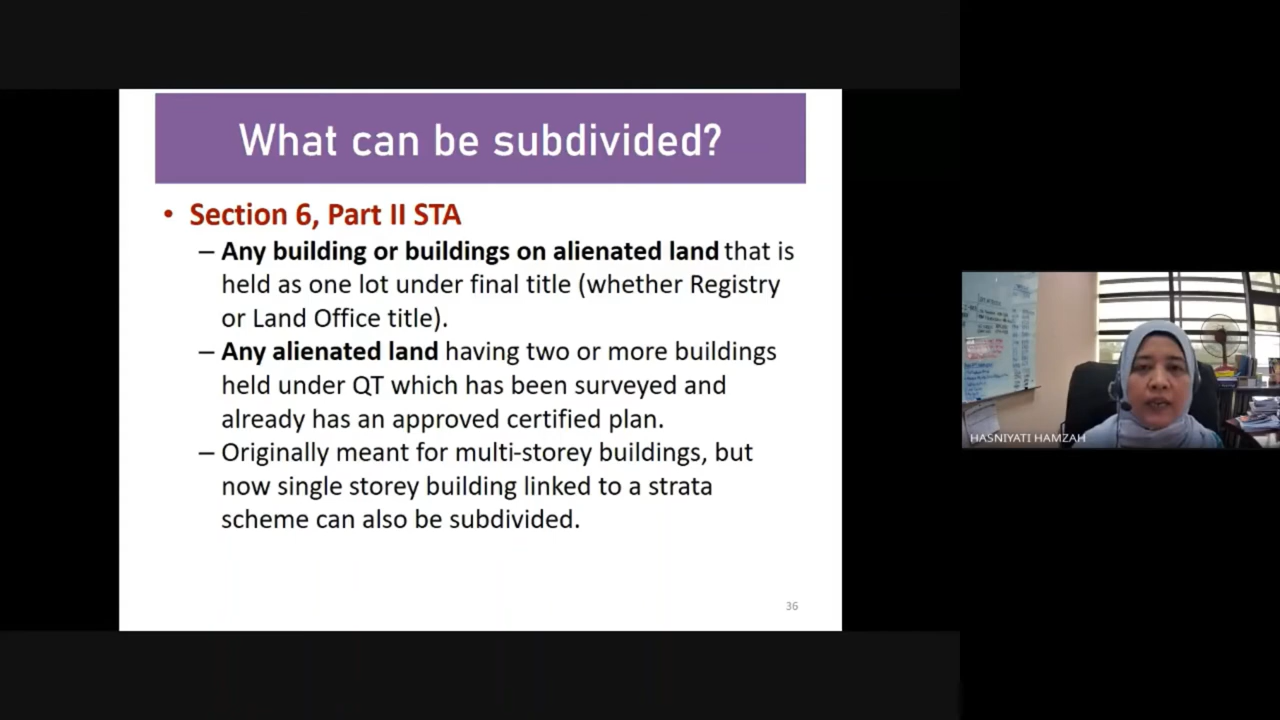 What can be subdivided?
• Section 6, Part II STA
– Any building or buildings on alienated land that is
held as one lot under final title (whether Registry
or Land Office title).
– Any alienated land having two or more buildings
held under QT which has been surveyed and
already has an approved certified plan.
– Originally meant for multi-storey buildings, but
now single storey building linked to a strata
scheme can also be subdivided.
36
HASNIYATI HAMZAH